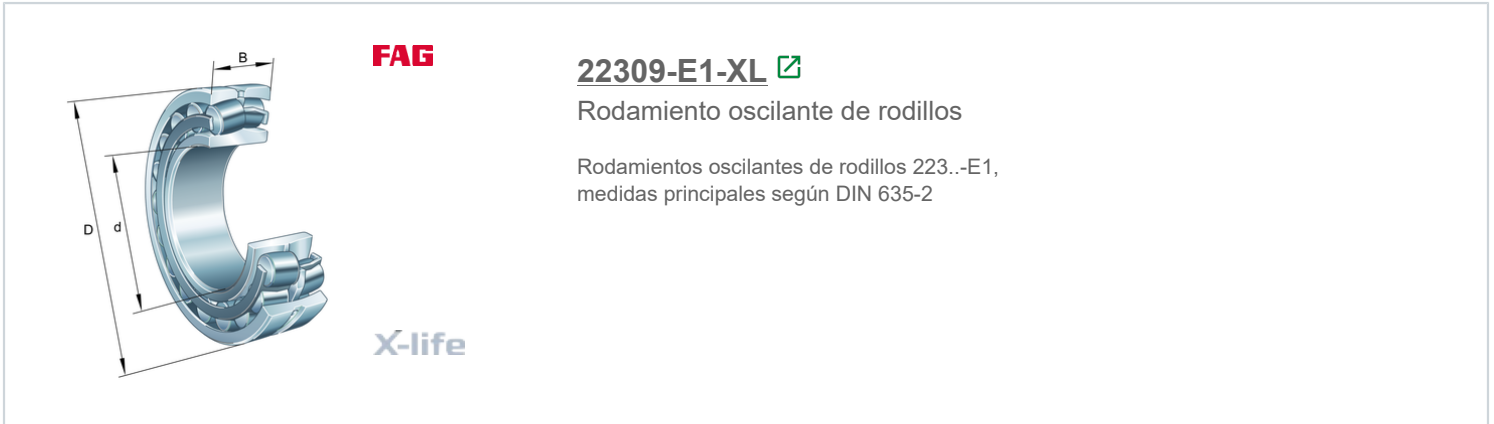 B
FAG
22309-E1-XL
Rodamiento oscilante de rodillos
Rodamientos oscilantes de rodillos 223..-E1,
medidas principales según DIN 635-2
D
d
X-life